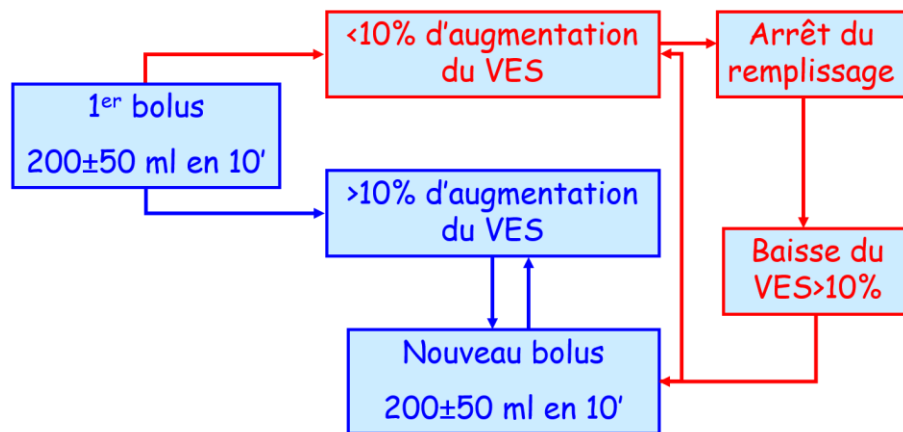 <10% d'augmentation
du VES
Arrêt du
remplissage
1er bolus
200±50 ml en 10'
>10% d'augmentation
du VES
Baisse du
VES>10%
Nouveau bolus
200±50 ml en 10'